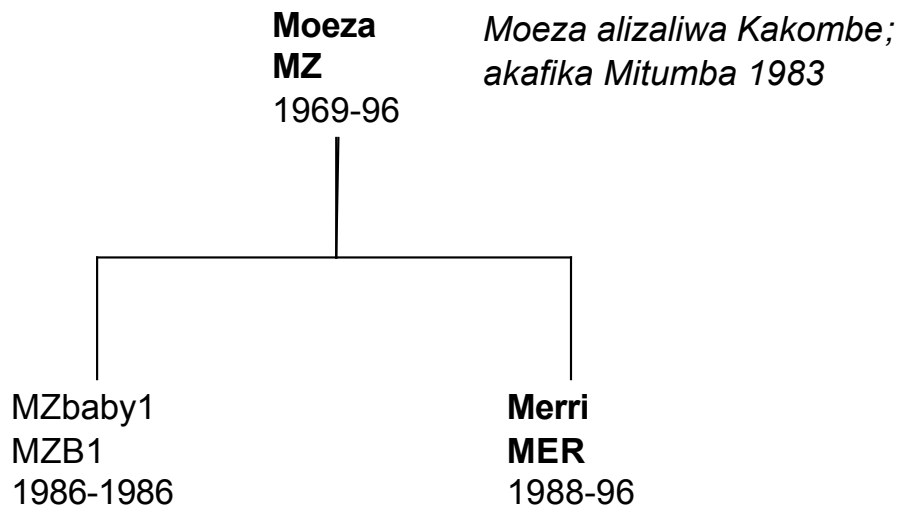 Moeza
MZ
1969-96
Moeza alizaliwa Kakombe;
akafika Mitumba 1983
MZbaby1
MZB1
1986-1986
Merri
MER
1988-96